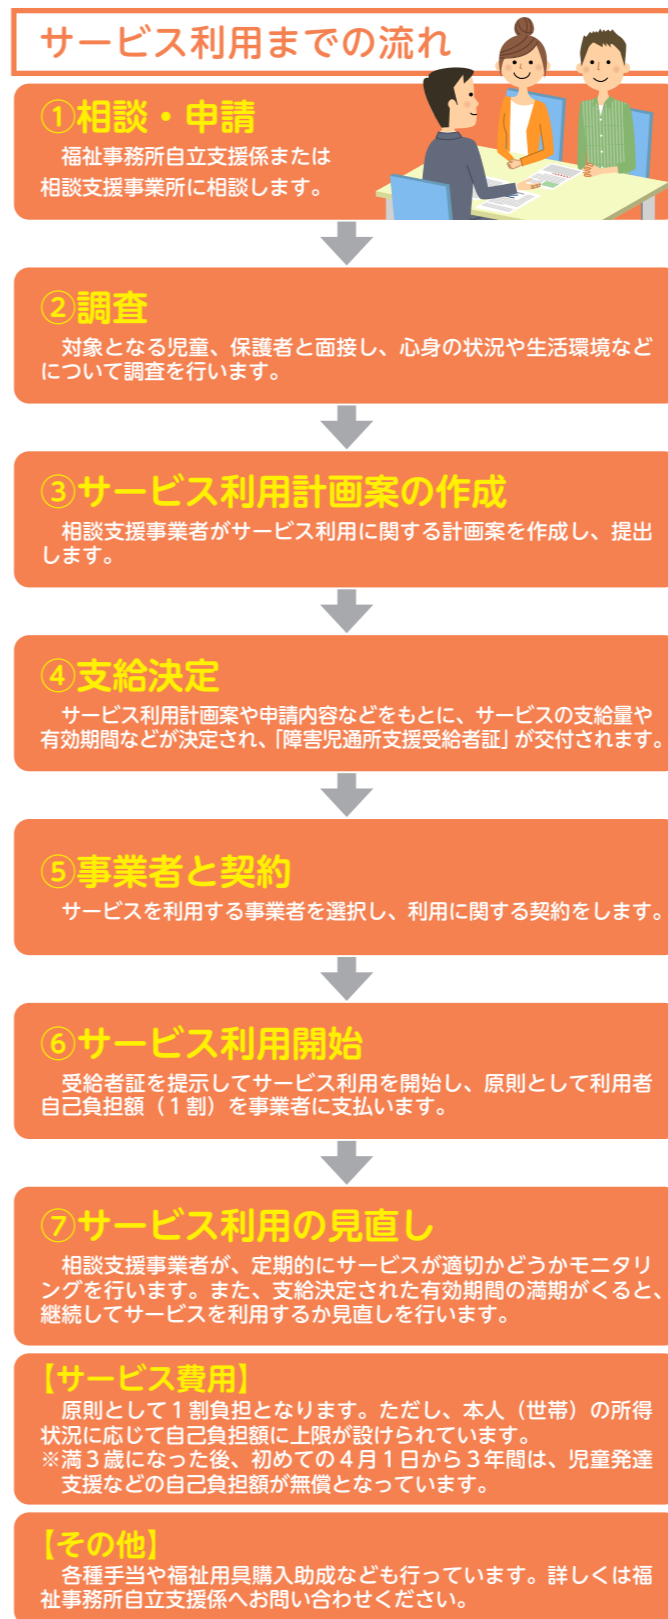 サービス利用までの流れ
①相談・申請
福祉事務所自立支援係または
相談支援事業所に相談します。
②調査
対象となる児童、保護者と面接し、心身の状況や生活環境など
について調査を行います。
③サービス利用計画案の作成
相談支援事業者がサービス利用に関する計画案を作成し、提出
します。
④支給決定
サービス利用計画案や申請内容などをもとに、サービスの支給量や
有効期間などが決定され、「障害児通所支援受給者証」が交付されます。
⑤事業者と契約
サービスを利用する事業者を選択し、利用に関する契約をします。
⑥サービス利用開始
受給者証を提示してサービス利用を開始し、原則として利用者
自己負担額（１割）を事業者に支払います。
⑦サービス利用の見直し
相談支援事業者が、定期的にサービスが適切かどうかモニタリ
ングを行います。また、支給決定された有効期間の満期がくると、
継続してサービスを利用するか見直しを行います。
【サービス費用】
原則として１割負担となります。ただし、本人（世帯）の所得
状況に応じて自己負担額に上限が設けられています。
※満３歳になった後、初めての４月１日から３年間は、児童発達
支援などの自己負担額が無償となっています。
【その他】
各種手当や福祉用具購入助成なども行っています。詳しくは福
祉事務所自立支援係へお問い合わせください。